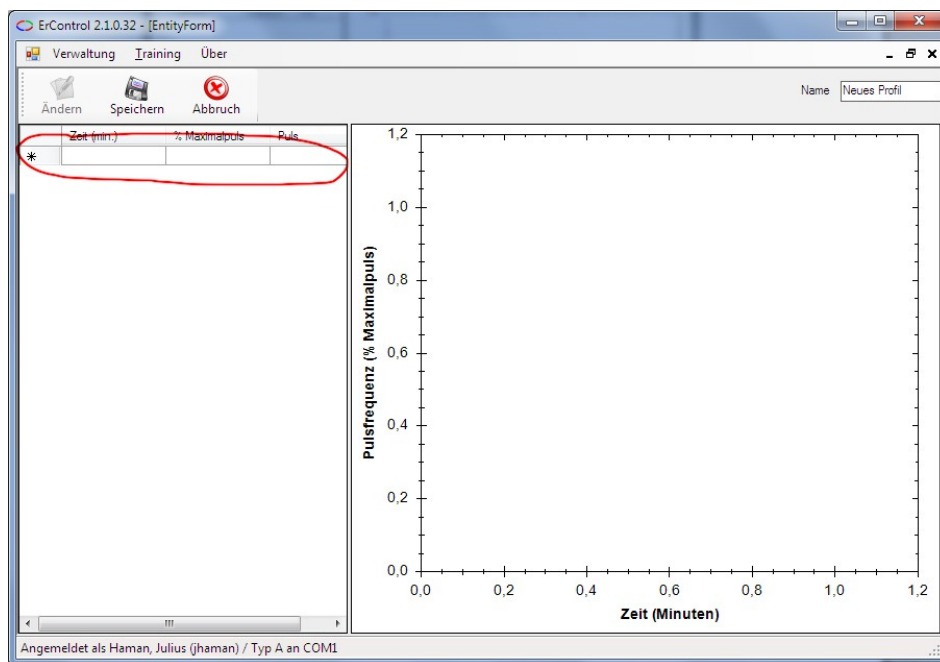 ErControl 2.1.0.32 - [EntityForm]
Verwaltung Training Über
Ändern Speichern Abbruch
Name Neues Profil
Zeit (min.) % Maximalpuls Puls
*
1,2
1,0
0,8
0,6
0,4
0,2
0,0
Pulsfrequenz (% Maximalpuls)
0,0 0,2 0,4 0,6 0,8 1,0 1,2
Zeit (Minuten)
Angemeldet als Haman, Julius (jhaman) / Typ A an COM1